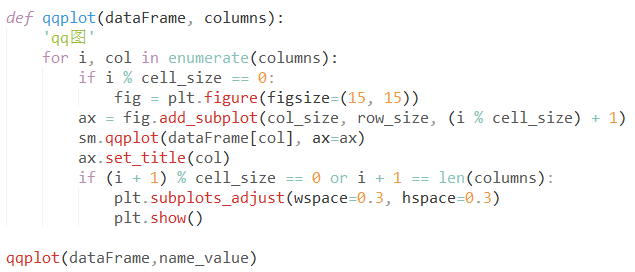 def qqplot(dataFrame, columns):
    'qq图'
    for i, col in enumerate(columns):
        if i % cell_size == 0:
            fig = plt.figure(figsize=(15, 15))
        ax = fig.add_subplot(col_size, row_size, (i % cell_size) + 1)
        sm.qqplot(dataFrame[col], ax=ax)
        ax.set_title(col)
        if (i + 1) % cell_size == 0 or i + 1 == len(columns):
            plt.subplots_adjust(wspace=0.3, hspace=0.3)
            plt.show()

qqplot(dataFrame,name_value)